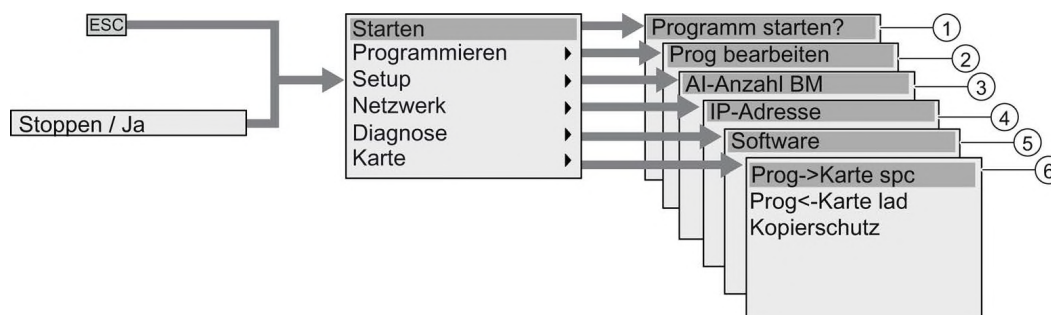 ESC
Stoppen / Ja
Starten
Programmieren
Setup
Netzwerk
Diagnose
Karte
Programm starten?
Prog bearbeiten
AI-Anzahl BM
IP-Adresse
Software
Prog->Karte spc
Prog<-Karte lad
Kopierschutz
1
2
3
4
5
6